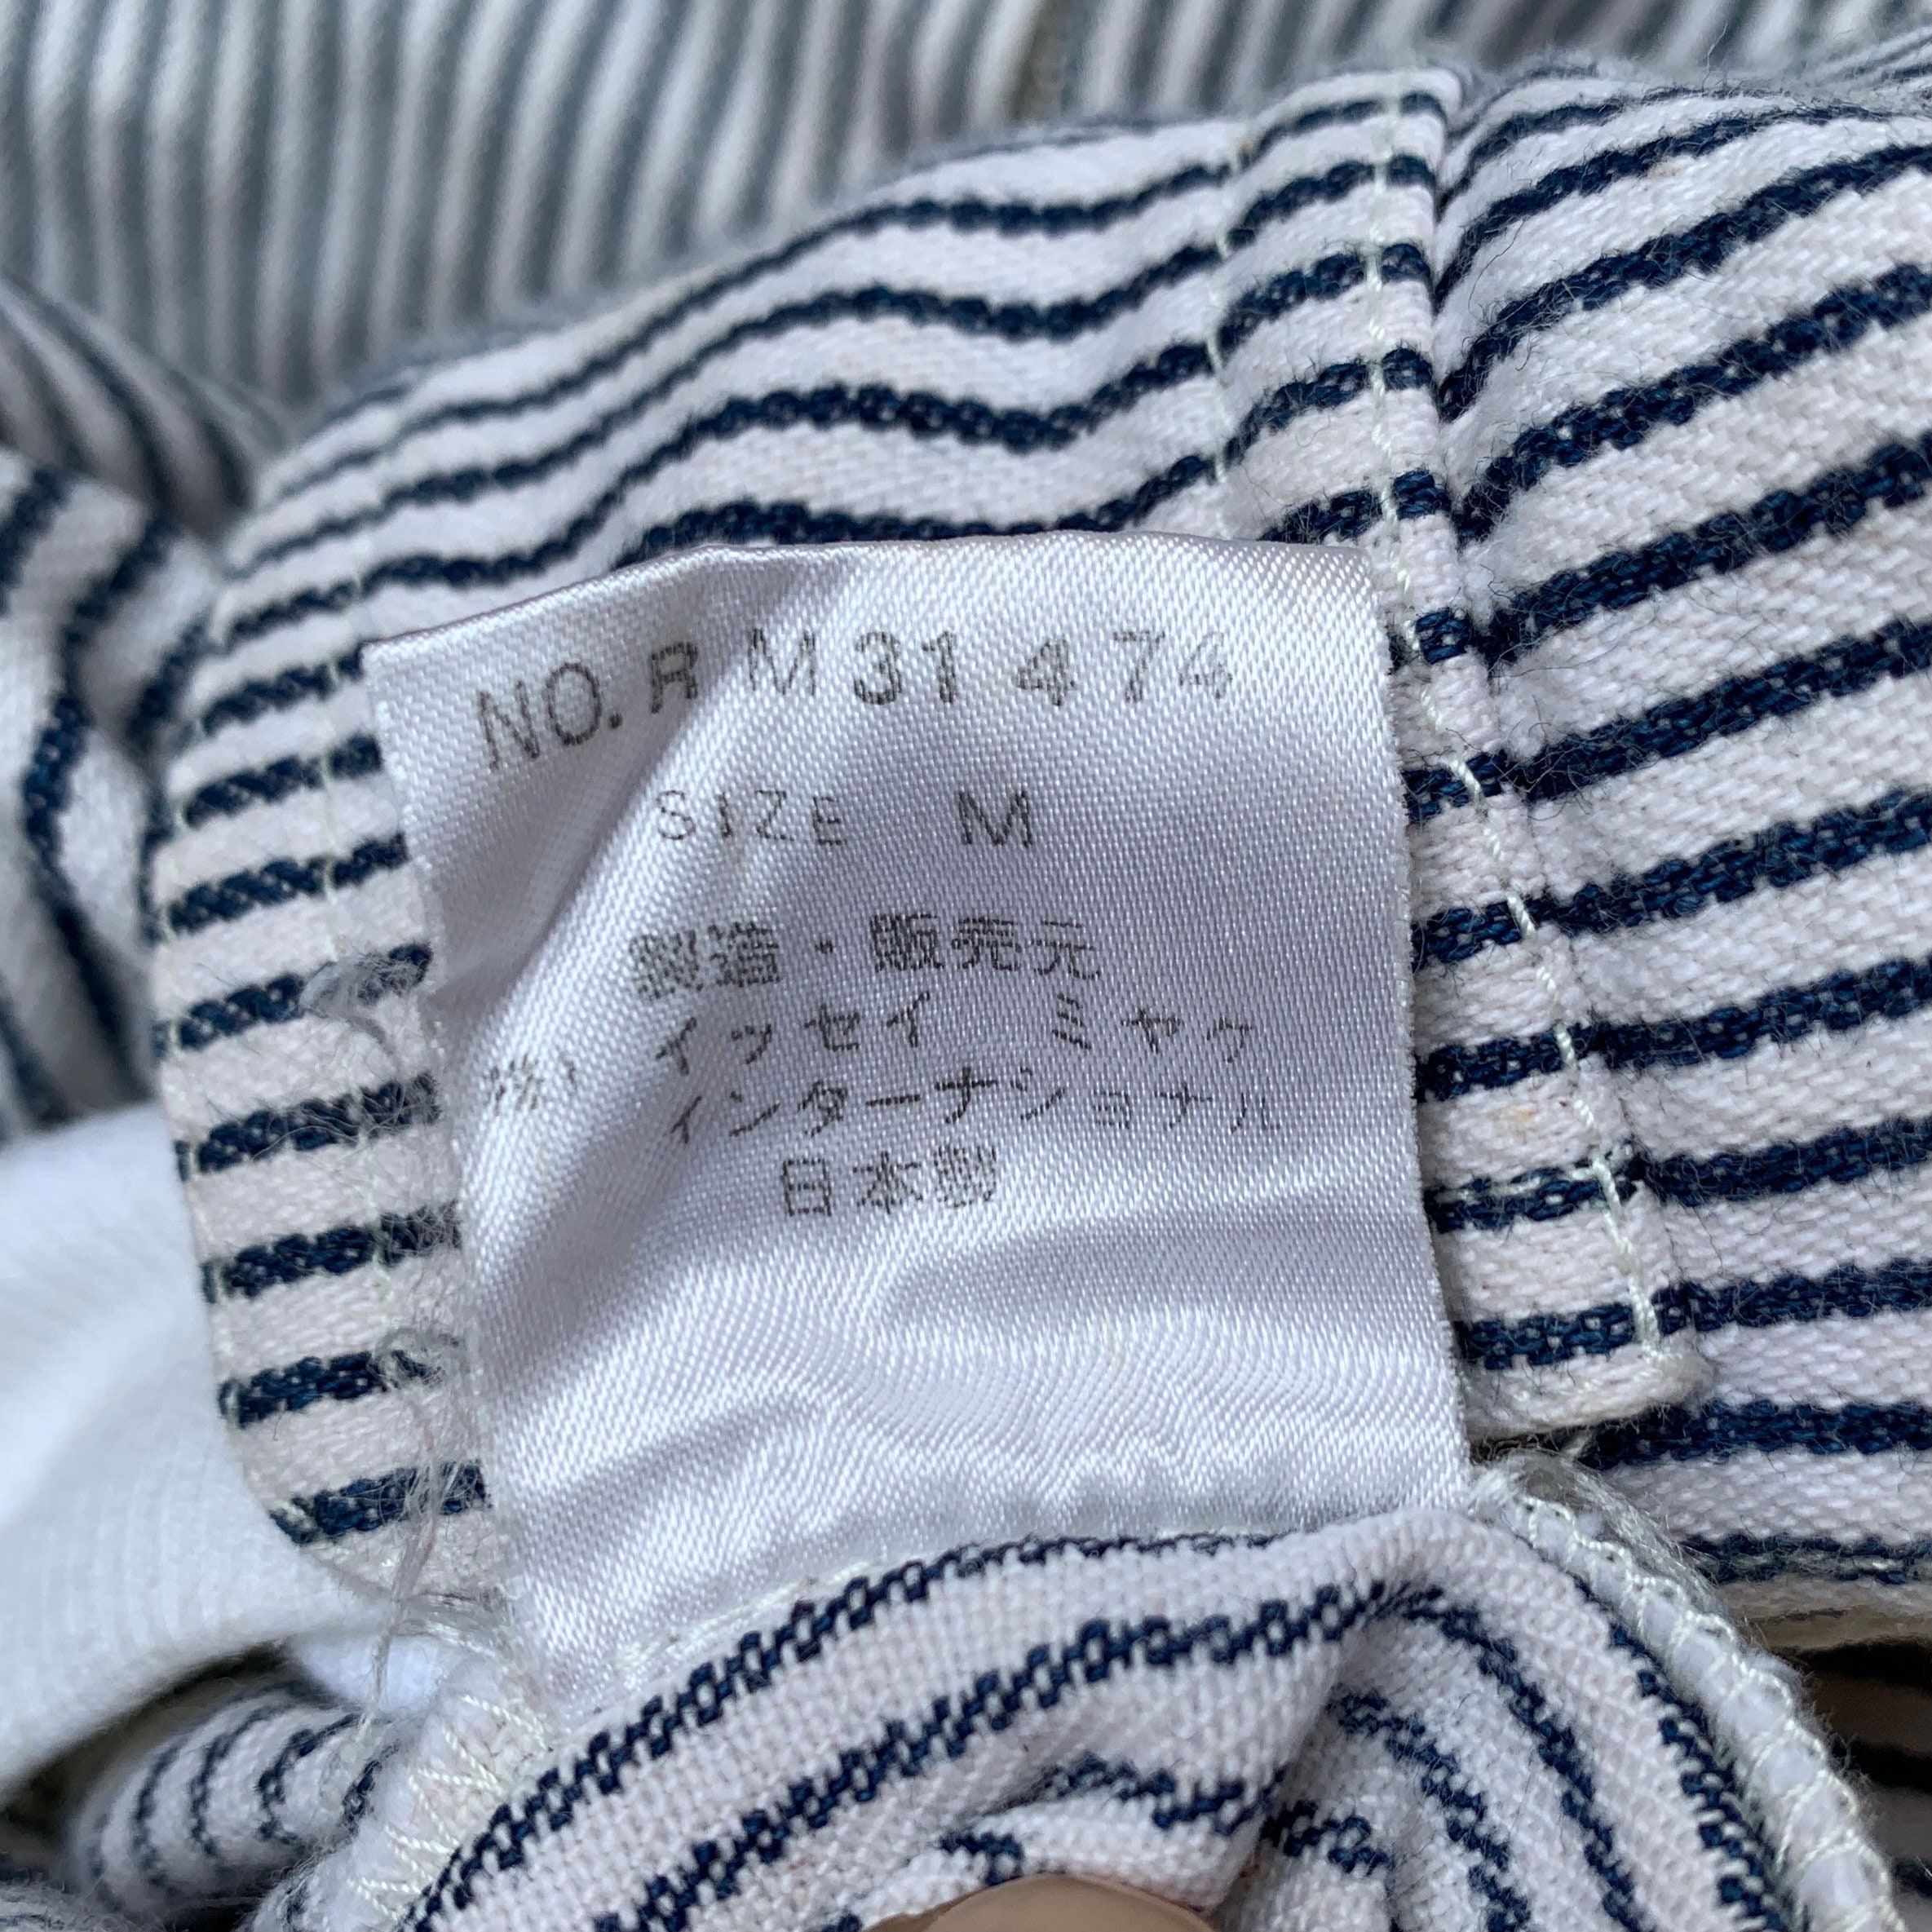 NO.RM31474
SIZE M
製造・販売元
㈱ イッセイ ミヤケ
インターナショナル
日本製